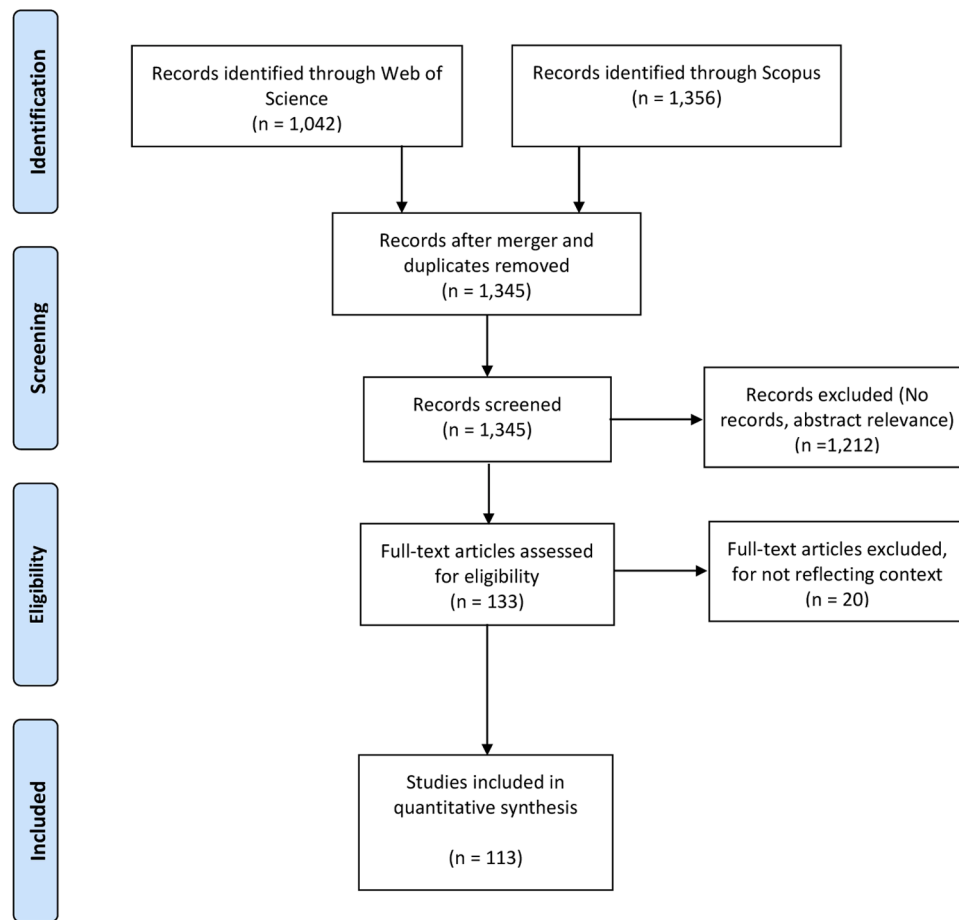 Identification
Records identified through Web of
Science
(n = 1,042)
Records identified through Scopus
(n = 1,356)
Records after merger and
duplicates removed
(n = 1,345)
Screening
Records screened
(n = 1,345)
Records excluded (No
records, abstract relevance)
(n =1,212)
Eligibility
Full-text articles assessed
for eligibility
(n = 133)
Full-text articles excluded,
for not reflecting context
(n = 20)
Included
Studies included in
quantitative synthesis
(n = 113)